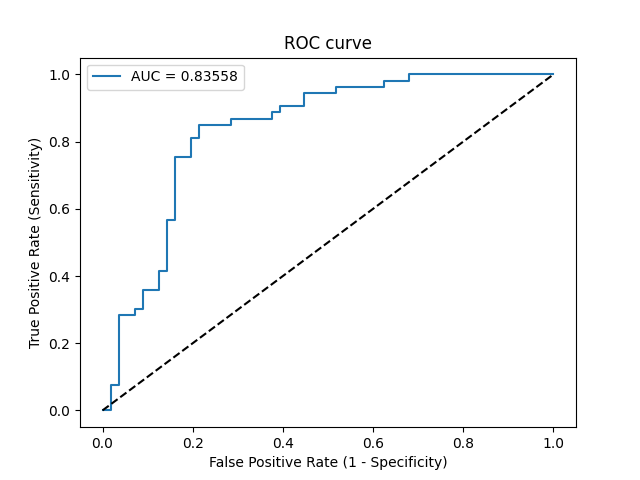 ROC curve
AUC = 0.83558
True Positive Rate (Sensitivity)
1.0
0.8
0.6
0.4
0.2
0.0
0.0 0.2 0.4 0.6 0.8 1.0
False Positive Rate (1 - Specificity)